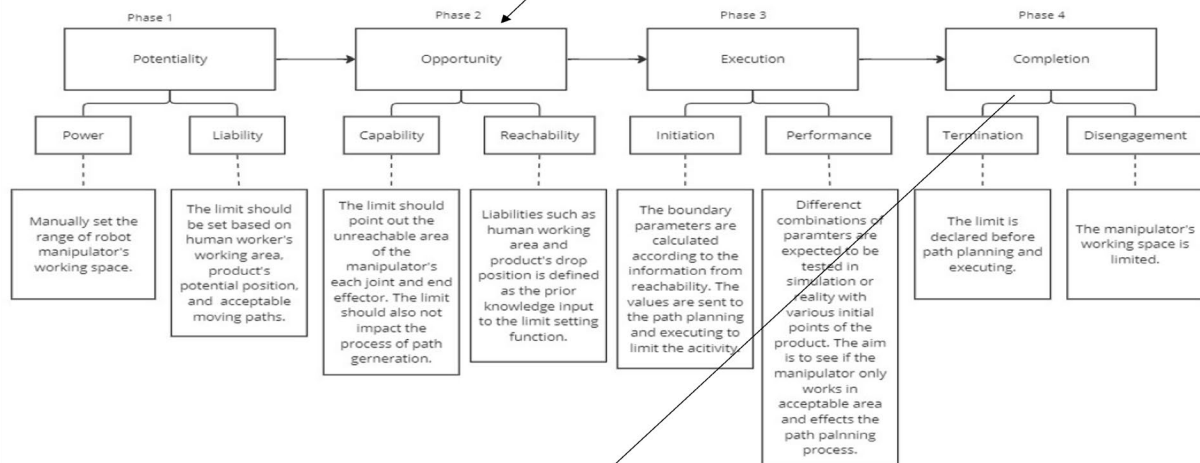 Phase 1
Phase 2
Phase 3
Phase 4
Potentiality
Opportunity
Execution
Completion
Power
Liability
Capability
Reachability
Initiation
Performance
Termination
Disengagement
Manually set the
range of robot
manipulator's
working space.
The limit should
be set based on
human worker's
working area,
product's
potential position,
and acceptable
moving paths.
The limit should
point out the
unreachable area
of the
manipulator's
each joint and end
effector. The limit
should also not
impact the
process of path
gerneration.
Liabilities such as
human working
area and
product's drop
position is defined
as the prior
knowledge input
to the limit setting
function.
The boundary
parameters are
calculated
according to the
information from
reachability. The
values are sent to
the path planning
and executing to
limit the acitivity.
Differenct
combinations of
paramters are
expected to be
tested in
simulation or
reality with
various initial
points of the
product. The aim
is to see if the
manipulator only
works in
acceptable area
and effects the
path palnning
process.
The limit is
declared before
path planning and
executing.
The manipulator's
working space is
limited.